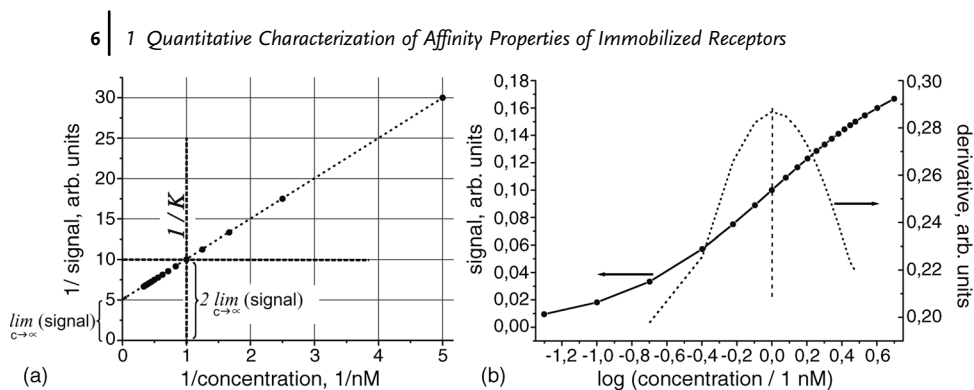 6 1 Quantitative Characterization of Affinity Properties of Immobilized Receptors
1/ signal, arb. units
30
25
20
15
10
5
0
1/K
2 lim (signal)
c→∝
lim (signal)
c→∝
0 1 2 3 4 5
1/concentration, 1/nM
(a)
signal, arb. units
0,18
0,16
0,14
0,12
0,10
0,08
0,06
0,04
0,02
0,00
0,30
0,28
0,26
0,24
0,22
0,20
derivative, arb. units
-1,2 -1,0 -0,8 -0,6 -0,4 -0,2 0,0 0,2 0,4 0,6
log (concentration / 1 nM)
(b)